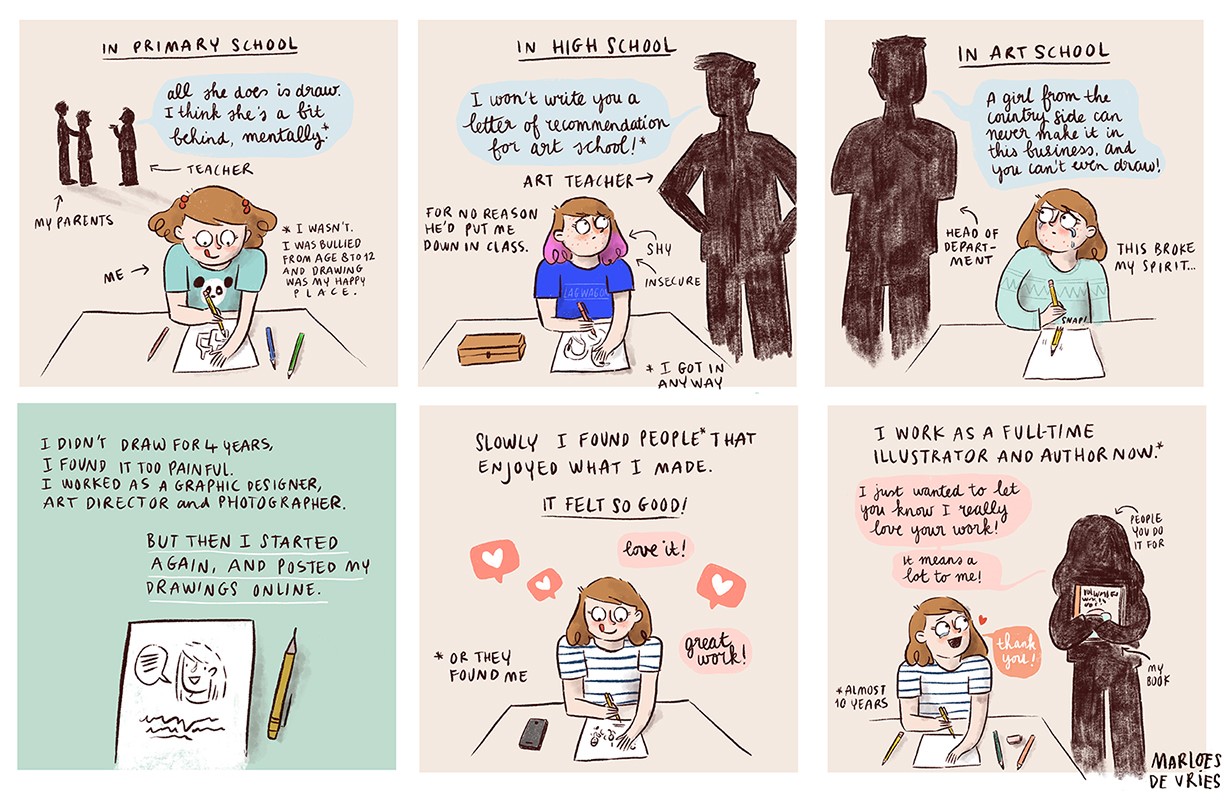 IN PRIMARY SCHOOL
all she does is draw.
I think she's a bit
behind, mentally.*
TEACHER
MY PARENTS
ME
* I WASN'T.
I WAS BULLIED
FROM AGE 8 TO 12
AND DRAWING
WAS MY HAPPY
PLACE.
IN HIGH SCHOOL
I won't write you a
letter of recommendation
for art school!*
ART TEACHER
FOR NO REASON
HE'D PUT ME
DOWN IN CLASS.
SHY
INSECURE
* I GOT IN
ANYWAY
IN ART SCHOOL
A girl from the
country side can
never make it in
this business, and
you can't even draw!
HEAD OF
DEPART-
MENT
THIS BROKE
MY SPIRIT...
SNAP!
I DIDN'T DRAW FOR 4 YEARS,
I FOUND IT TOO PAINFUL.
I WORKED AS A GRAPHIC DESIGNER,
ART DIRECTOR and PHOTOGRAPHER.
BUT THEN I STARTED
AGAIN, AND POSTED MY
DRAWINGS ONLINE.
SLOWLY I FOUND PEOPLE* THAT
ENJOYED WHAT I MADE.
IT FELT SO GOOD!
love it!
great
work!
* OR THEY
FOUND ME
I WORK AS A FULL-TIME
ILLUSTRATOR AND AUTHOR NOW.*
I just wanted to let
you know I really
love your work!
It means a
lot to me!
PEOPLE
YOU DO
IT FOR
thank
you!
MY
BOOK
* ALMOST
10 YEARS
MARLOES
DE VRIES